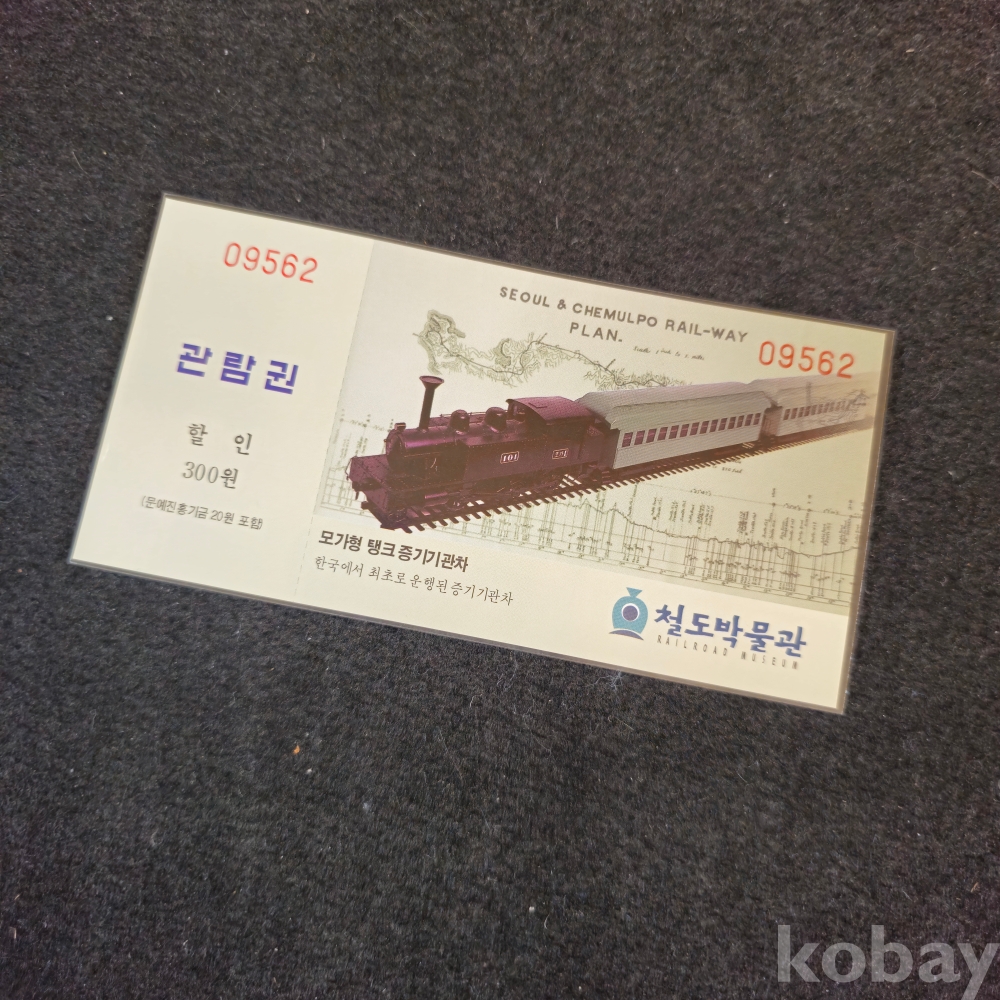 09562
관람권
할 인
300원
(문예진흥기금 20원 포함)
SEOUL & CHEMULPO RAIL-WAY
PLAN.
09562
101
101
모가형 탱크 증기기관차
한국에서 최초로 운행된 증기기관차
철도박물관
RAILROAD MUSEUM
kobay